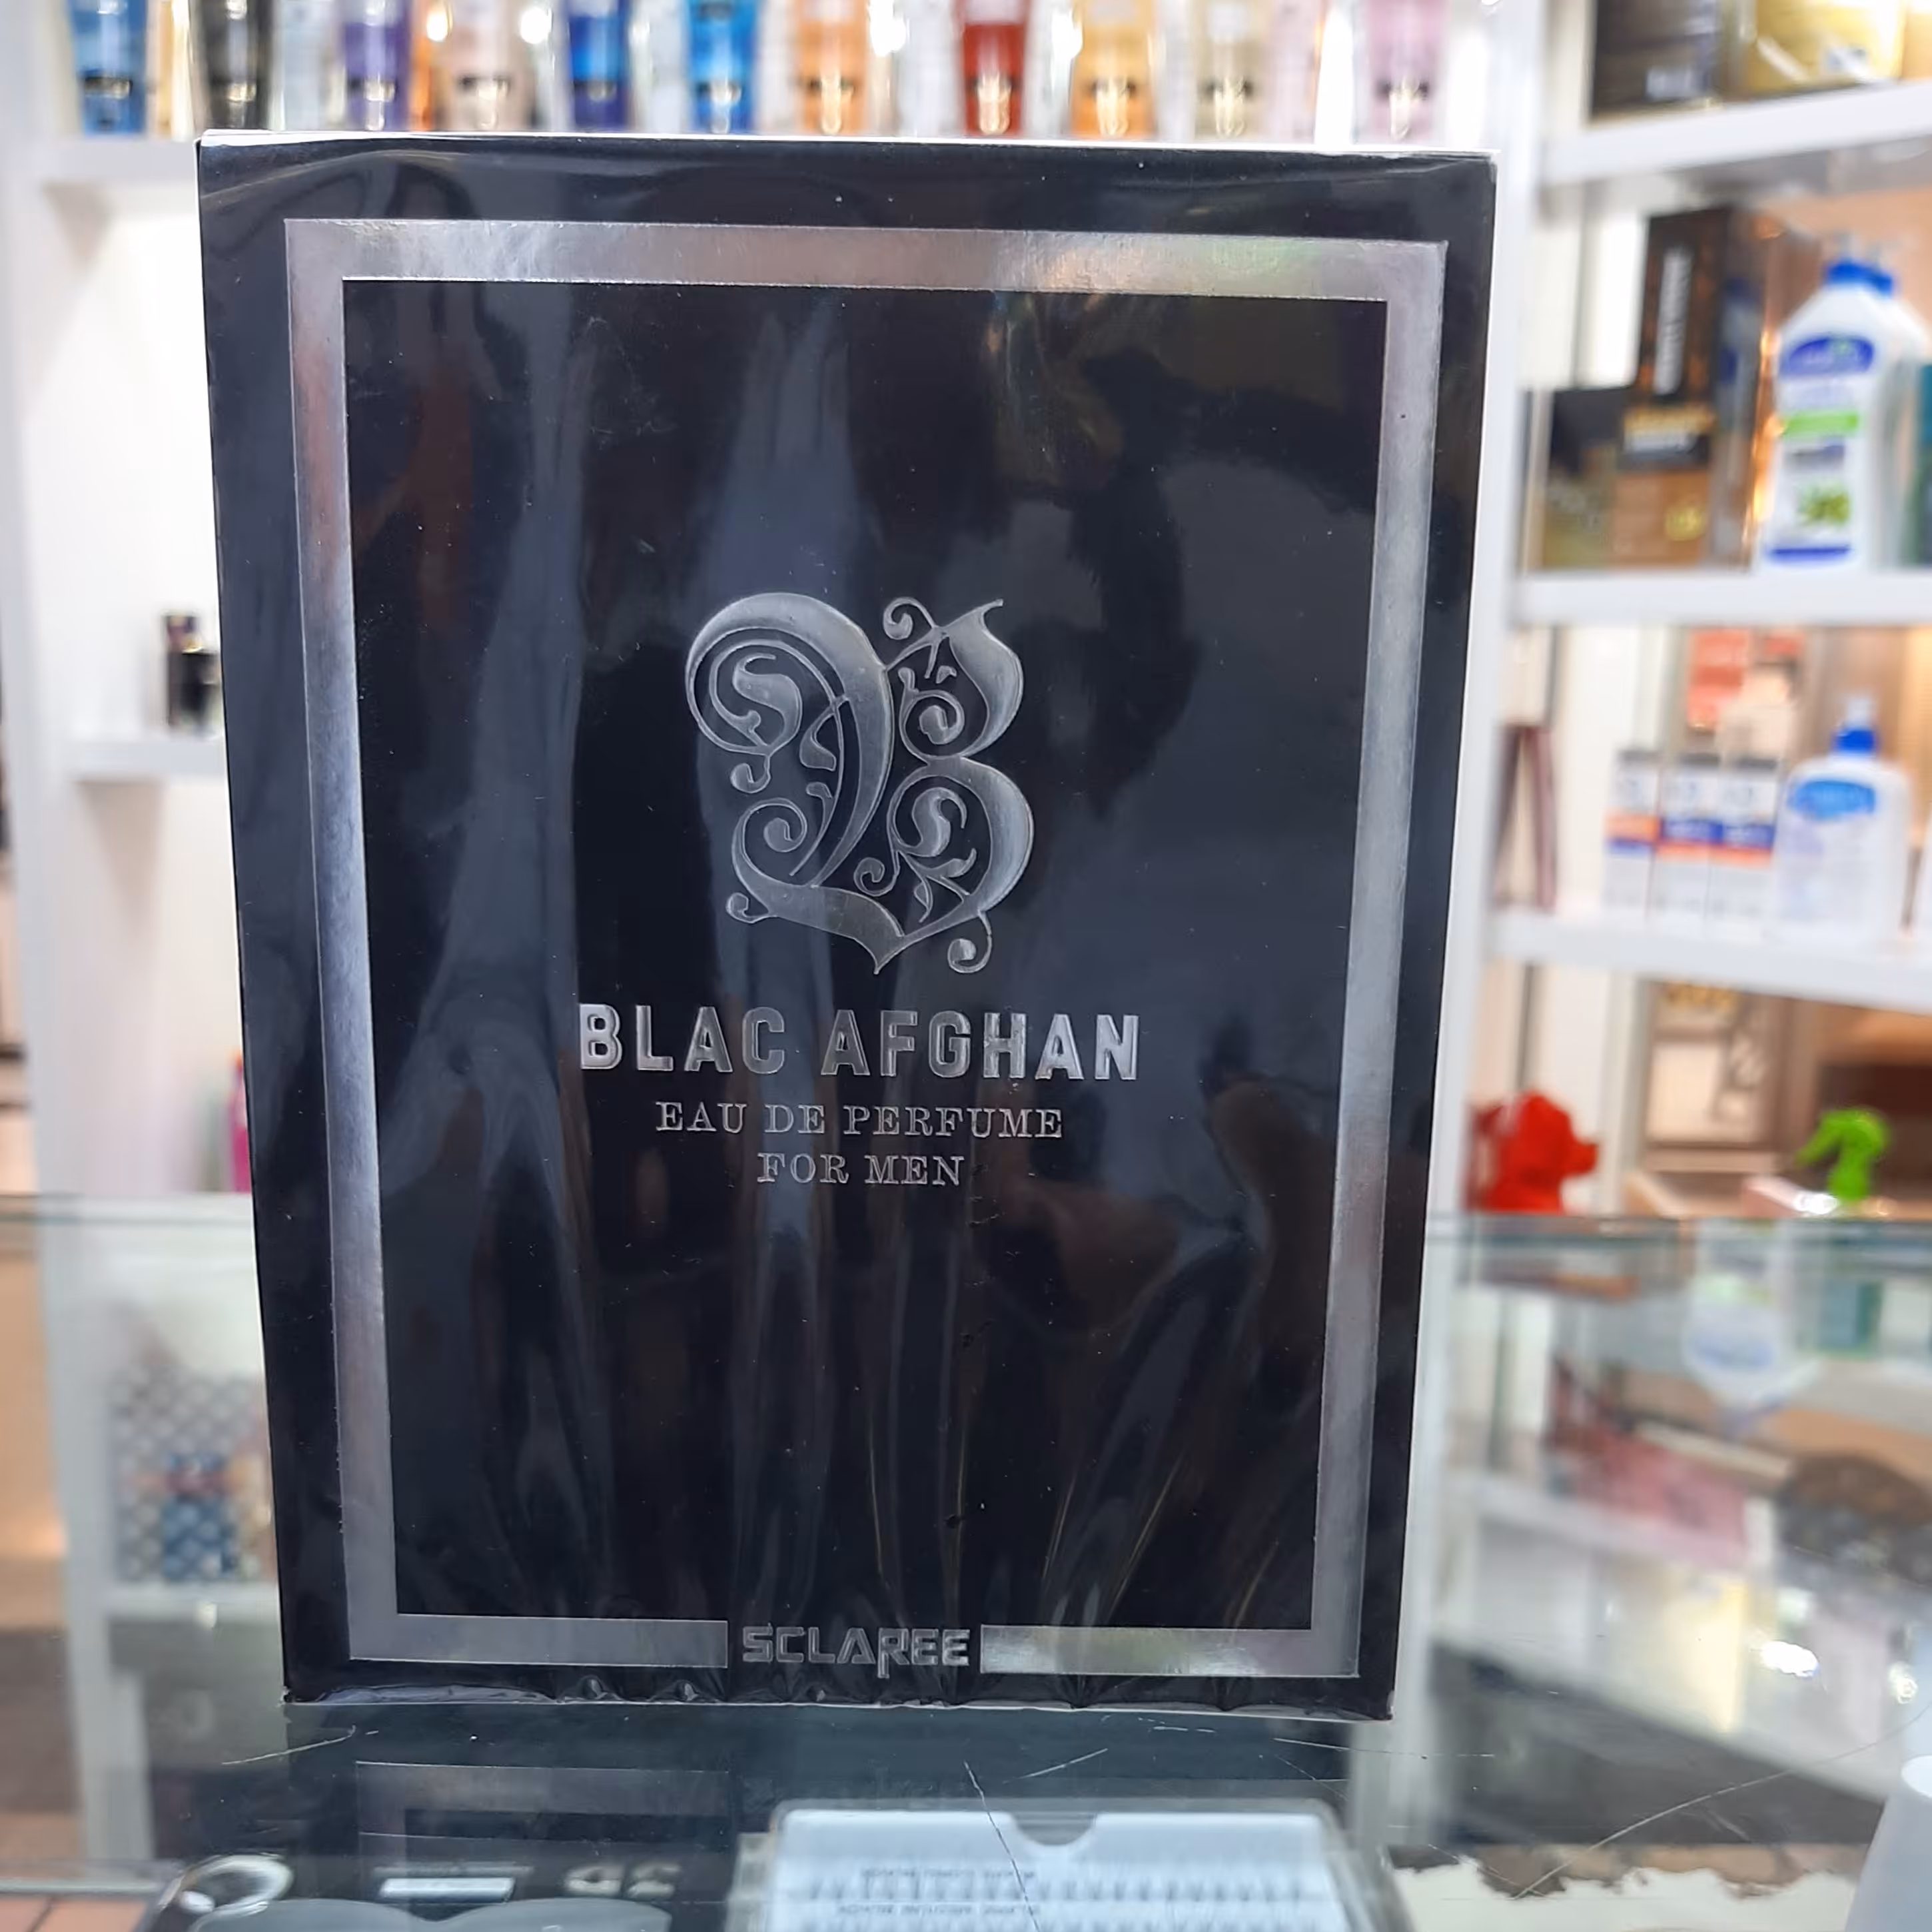 BLAC AFGHAN
EAU DE PERFUME
FOR MEN
SCLAREE